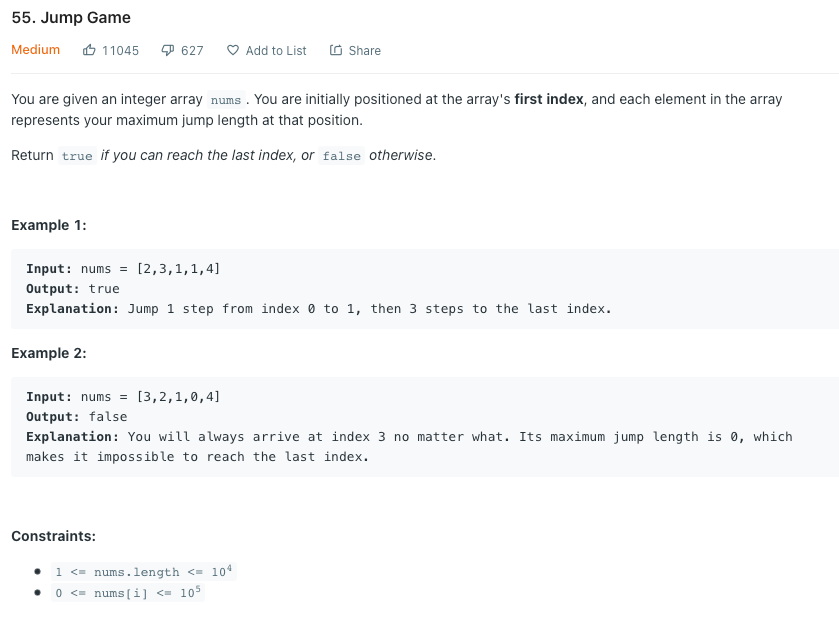 55. Jump Game
Medium 11045 627 Add to List Share
You are given an integer array nums . You are initially positioned at the array's first index, and each element in the array
represents your maximum jump length at that position.
Return true if you can reach the last index, or false otherwise.
Example 1:
Input: nums = [2,3,1,1,4]
Output: true
Explanation: Jump 1 step from index 0 to 1, then 3 steps to the last index.
Example 2:
Input: nums = [3,2,1,0,4]
Output: false
Explanation: You will always arrive at index 3 no matter what. Its maximum jump length is 0, which
makes it impossible to reach the last index.
Constraints:
• 1 <= nums.length <= 10⁴
• 0 <= nums[i] <= 10⁵